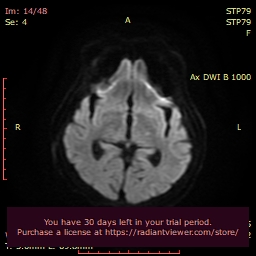 Im: 14/48
Se: 4
A
STP79
STP79
F
Ax DWI B 1000
R
L
You have 30 days left in your trial period.
Purchase a license at https://radiantviewer.com/store/